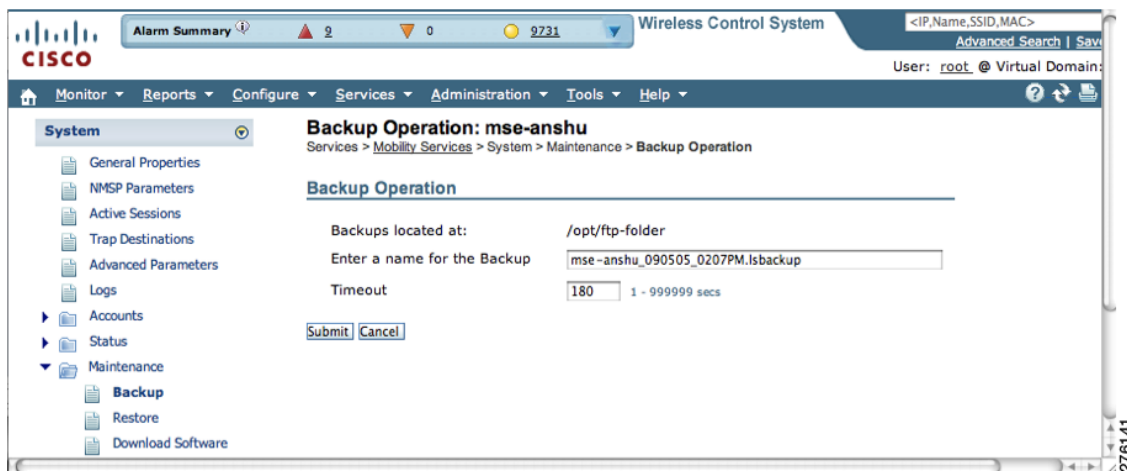 Alarm Summary 9 0 9731 Wireless Control System <IP,Name,SSID,MAC>
Advanced Search | Save
CISCO
User: root @ Virtual Domain:
Monitor Reports Configure Services Administration Tools Help
System
General Properties
NMSP Parameters
Active Sessions
Trap Destinations
Advanced Parameters
Logs
Accounts
Status
Maintenance
Backup
Restore
Download Software
Backup Operation: mse-anshu
Services > Mobility Services > System > Maintenance > Backup Operation
Backup Operation
Backups located at: /opt/ftp-folder
Enter a name for the Backup mse-anshu_090505_0207PM.lsbackup
Timeout 180 1 - 999999 secs
Submit Cancel
276141